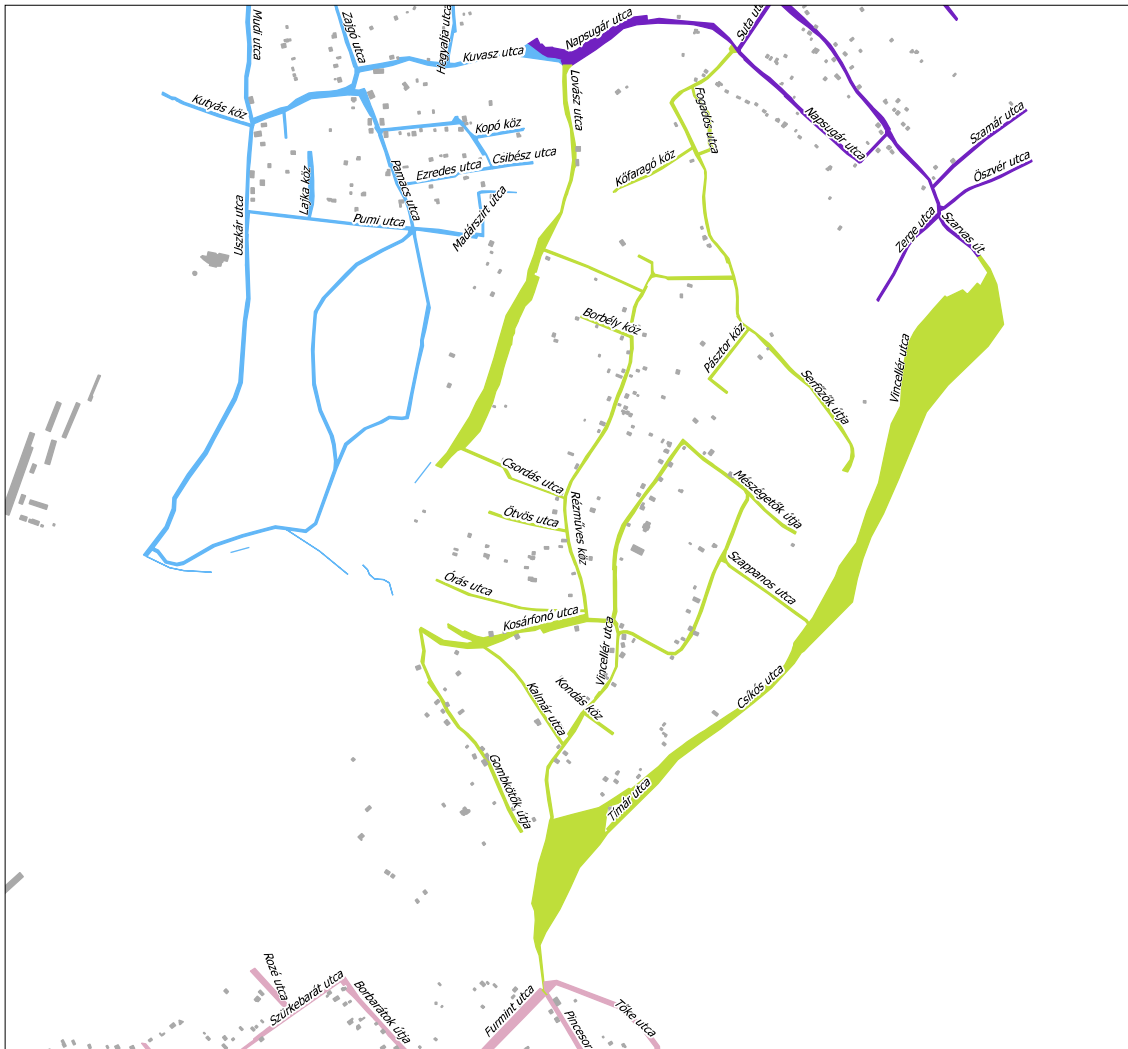 Mudi utca
Zajgó utca
Hegyalja utca
Kuvasz utca
Napsugár utca
Suta utca
Kutyás köz
Kopó köz
Lovász utca
Fogadós utca
Napsugár utca
Szamár utca
Öszvér utca
Ezredes utca
Csibész utca
Pamacs utca
Lajka köz
Kőfaragó köz
Uszkár utca
Pumi utca
Madárszirt utca
Zerge utca
Szarvas út
Borbély köz
Pásztor köz
Serfőzők útja
Vincellér utca
Csordás utca
Mészégetők útja
Ötvös utca
Rézműves köz
Szappanos utca
Órás utca
Kosárfonó utca
Vincellér utca
Kalmár utca
Kondás köz
Csíkós utca
Gombkötők útja
Tímár utca
Rozé utca
Szürkebarát utca
Borbarátok útja
Furmint utca
Pincesor
Tőke utca